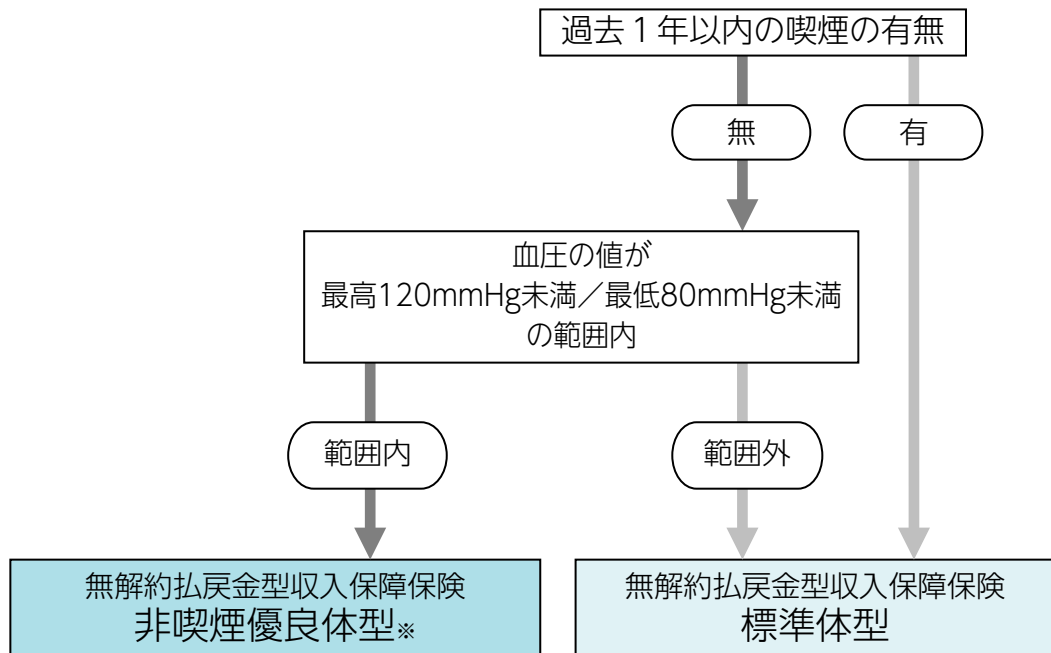 過去1年以内の喫煙の有無
無
有
血圧の値が
最高120mmHg未満／最低80mmHg未満
の範囲内
範囲内
範囲外
無解約払戻金型収入保障保険
非喫煙優良体型※
無解約払戻金型収入保障保険
標準体型